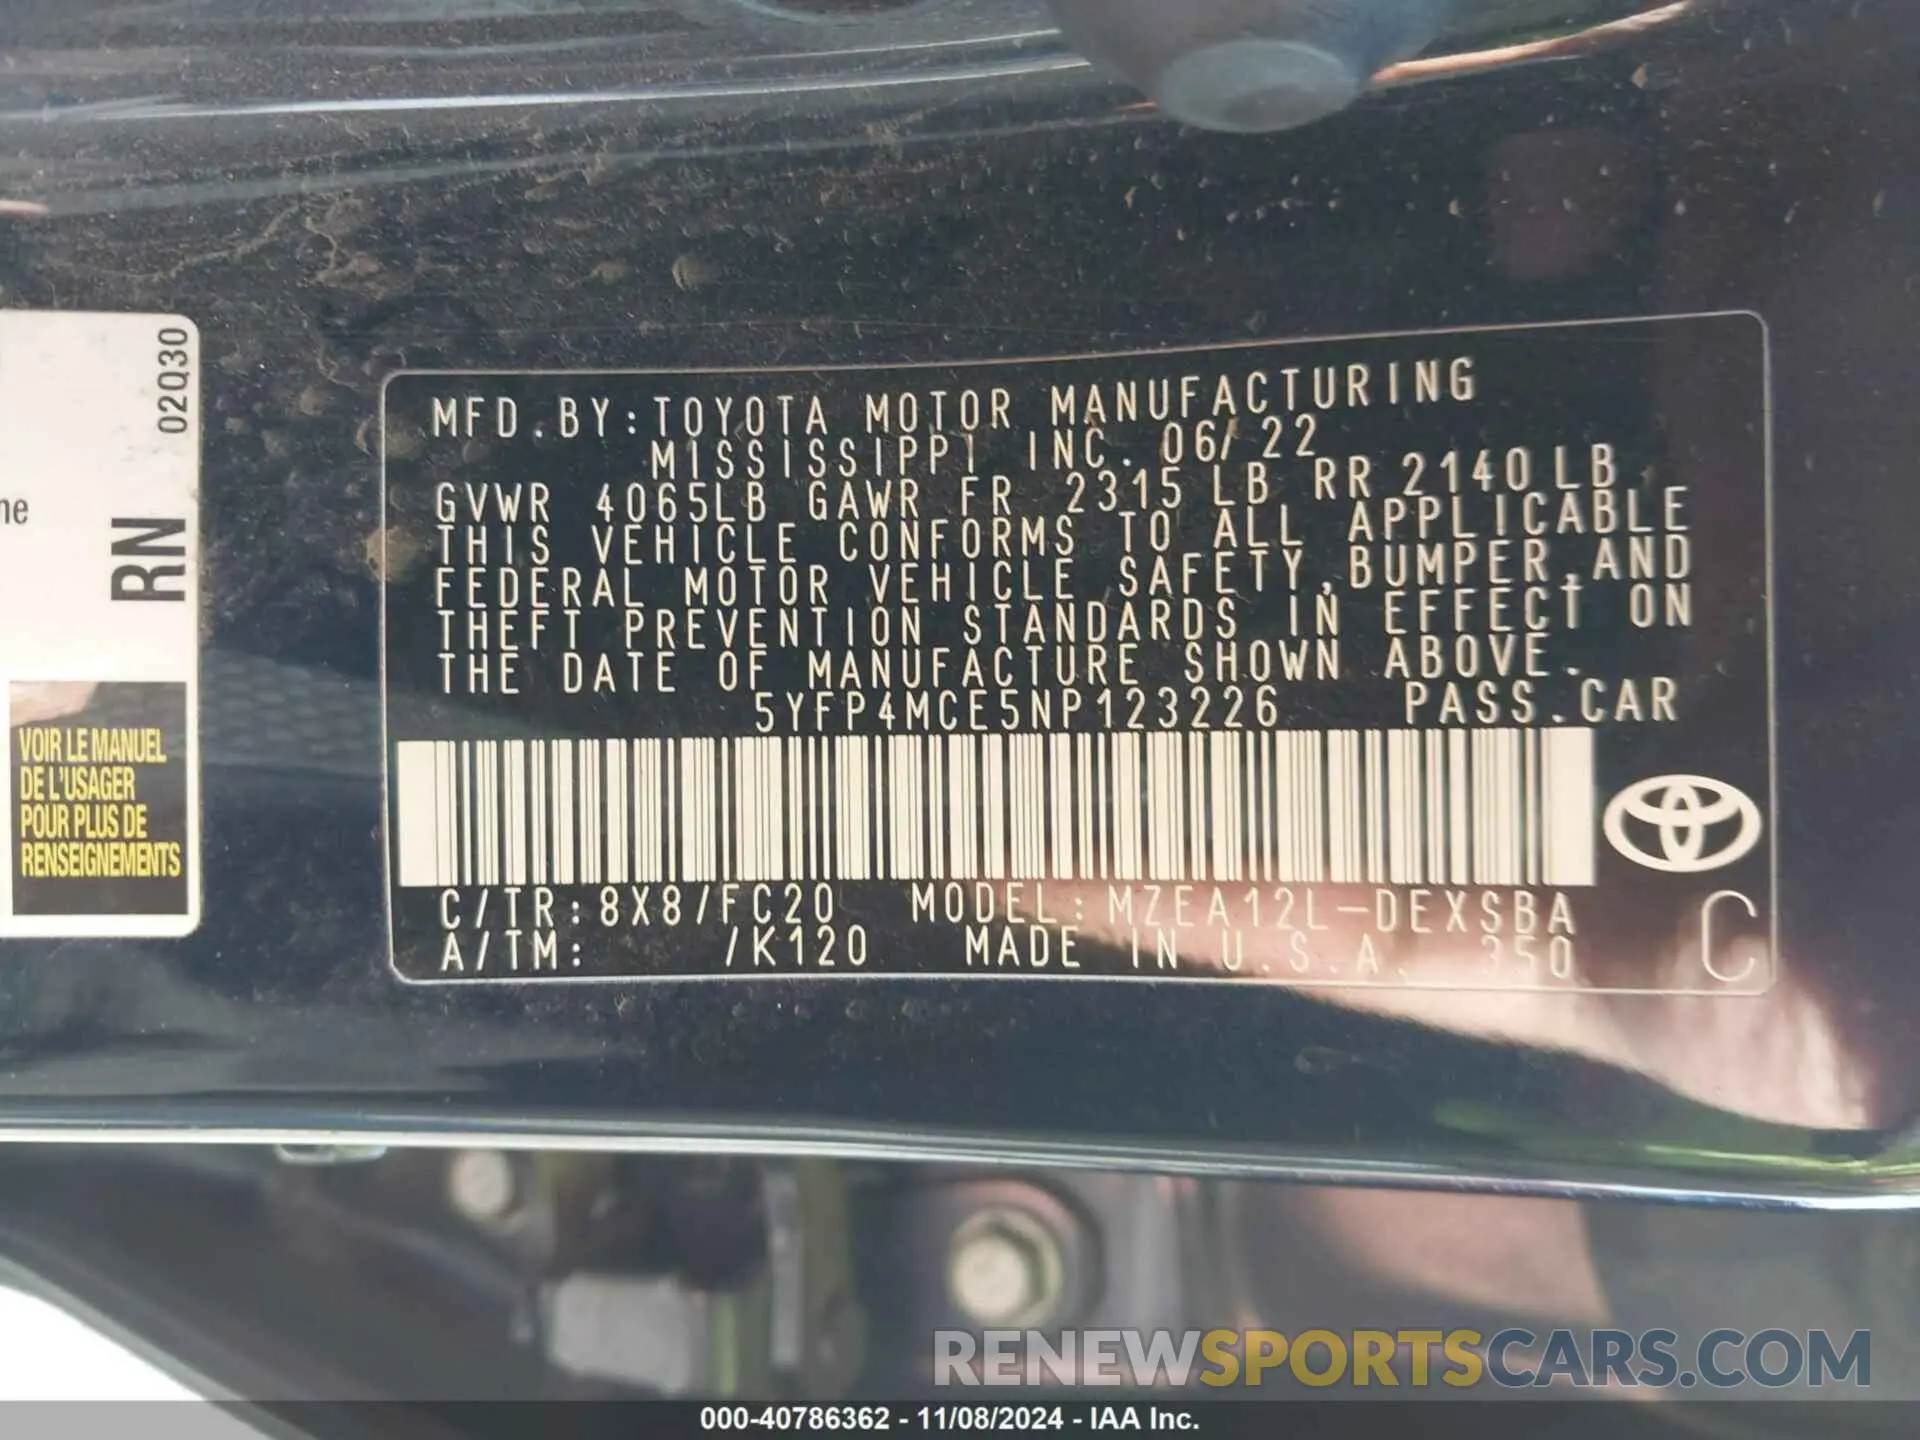 MFD.BY:TOYOTA MOTOR MANUFACTURING
MISSISSIPPI INC. 06/22
GVWR 4065LB GAWR FR 2315LB RR 2140LB
THIS VEHICLE CONFORMS TO ALL APPLICABLE
FEDERAL MOTOR VEHICLE SAFETY,BUMPER,AND
THEFT PREVENTION STANDARDS IN EFFECT ON
THE DATE OF MANUFACTURE SHOWN ABOVE.
5YFP4MCE5NP123226 PASS.CAR
C/TR:8X8/FC20 MODEL:MZEA12L-DEXSBA
A/TM: /K120 MADE IN U.S.A. 350
C
02Q30
RN
ne
VOIR LE MANUEL
DE L'USAGER
POUR PLUS DE
RENSEIGNEMENTS
RENEWSPORTSCARS.COM
000-40786362 - 11/08/2024 - IAA Inc.